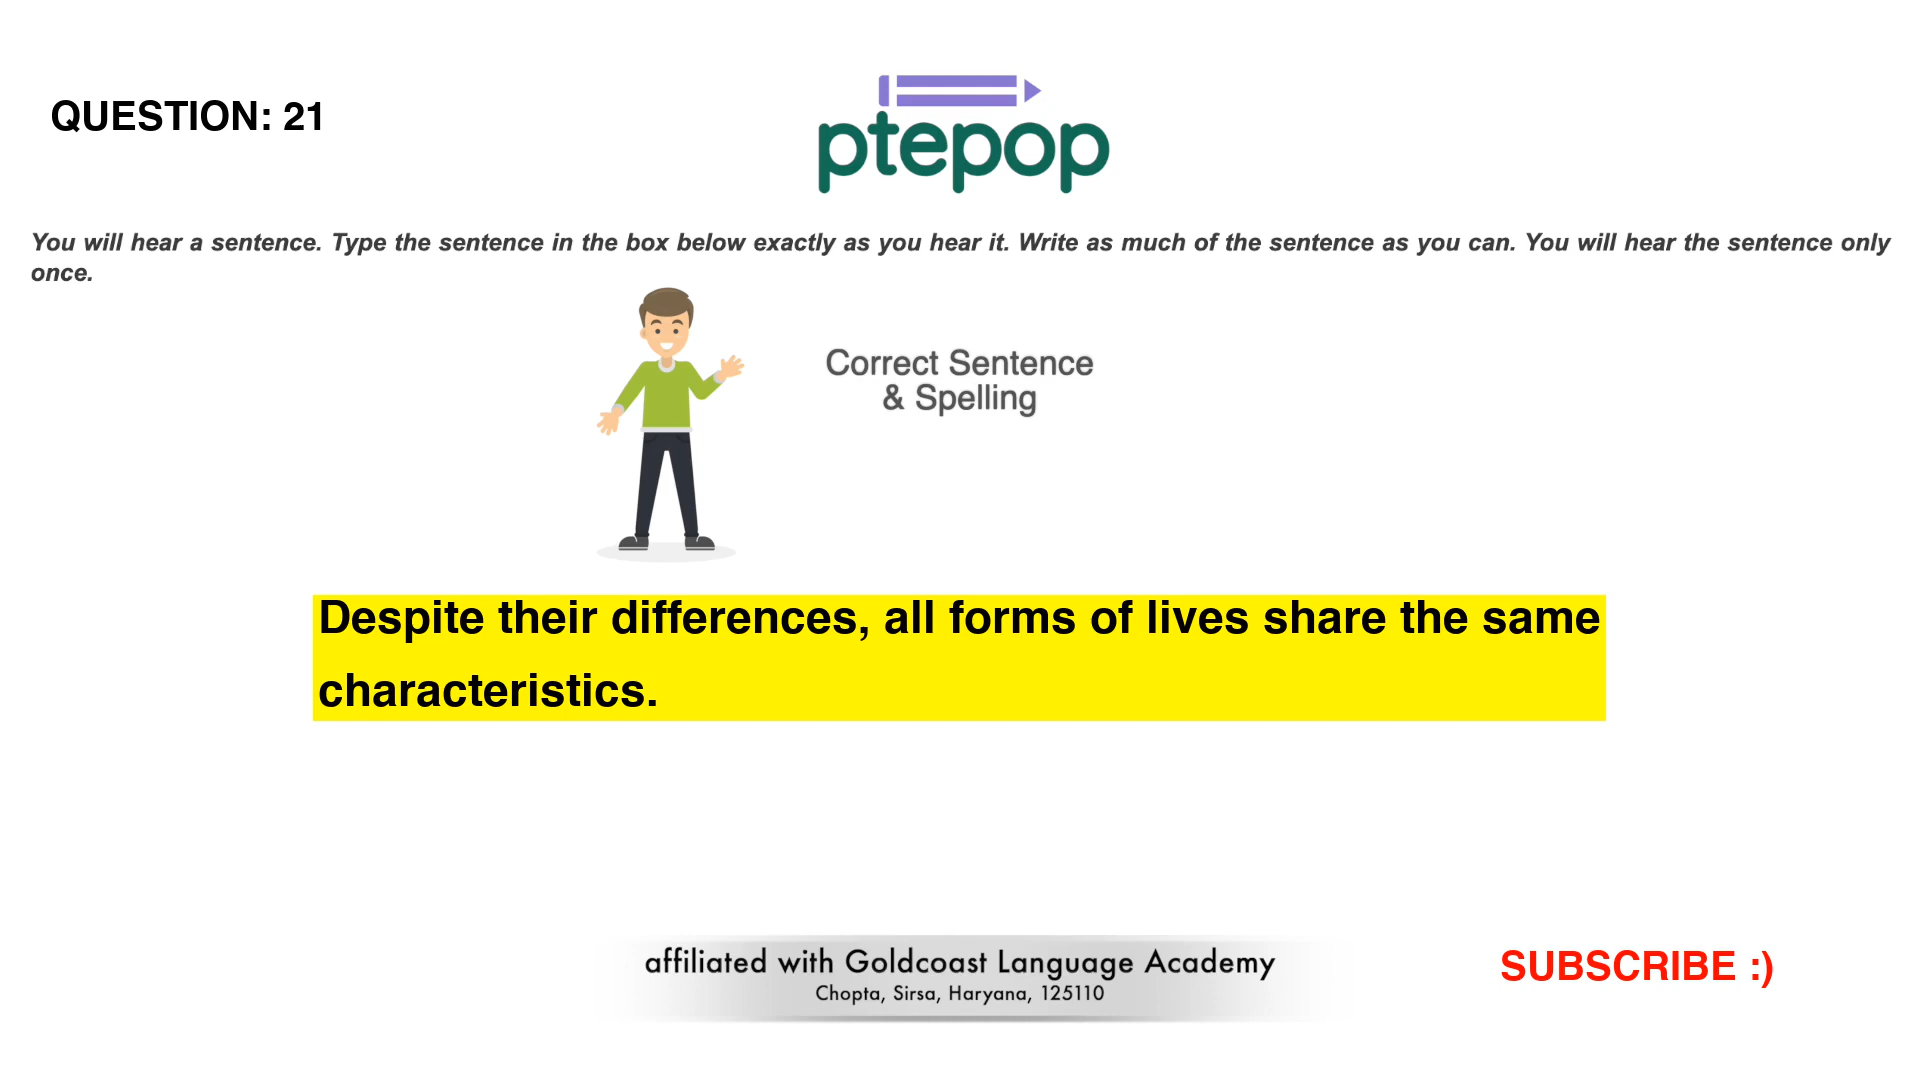 QUESTION: 21
ptepop
You will hear a sentence. Type the sentence in the box below exactly as you hear it. Write as much of the sentence as you can. You will hear the sentence only
once.
Correct Sentence
& Spelling
Despite their differences, all forms of lives share the same
characteristics.
affiliated with Goldcoast Language Academy
Chopta, Sirsa, Haryana, 125110
SUBSCRIBE :)